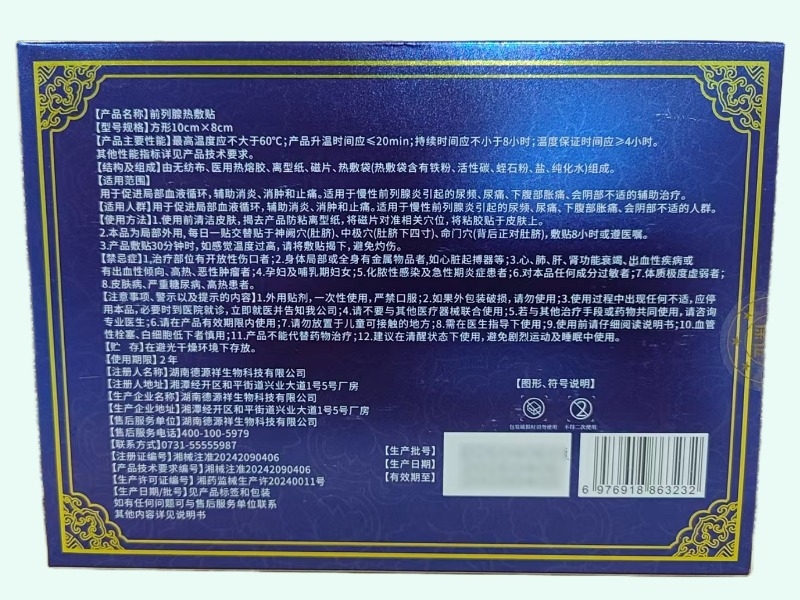 【产品名称】前列腺热敷贴
【型号规格】方形10cm×8cm
【产品主要性能】最高温度应不大于60℃;产品升温时间应≤20min;持续时间应不小于8小时;温度保证时间应≥4小时。
其他性能指标详见产品技术要求。
【结构及组成】由无纺布、医用热熔胶、离型纸、磁片、热敷袋(热敷袋含有铁粉、活性碳、蛭石粉、盐、纯化水)组成。
【适用范围】
用于促进局部血液循环,辅助消炎、消肿和止痛。适用于慢性前列腺炎引起的尿频、尿痛、下腹部胀痛、会阴部不适的辅助治疗。
【适用人群】用于促进局部血液循环,辅助消炎、消肿和止痛。适用于慢性前列腺炎引起的尿频、尿痛、下腹部胀痛、会阴部不适的人群。
【使用方法】1.使用前清洁皮肤,揭去产品防粘离型纸,将磁片对准相关穴位,将粘胶贴于皮肤上。
2.本品为局部外用,每日一贴交替贴于神阙穴(肚脐)、中极穴(肚脐下四寸)、命门穴(背后正对肚脐),敷贴8小时或遵医嘱。
3.产品敷贴30分钟时,如感觉温度过高,请将敷贴揭下,避免灼伤。
【禁忌症】1.治疗部位有开放性伤口者;2.身体局部或全身有金属物品者,如心脏起搏器等;3.心、肺、肝、肾功能衰竭、出血性疾病或
有出血性倾向、高热、恶性肿瘤者;4.孕妇及哺乳期妇女;5.化脓性感染及急性期炎症患者;6.对本品任何成分过敏者;7.体质极度虚弱者;
8.皮肤病、严重糖尿病、高热患者。
【注意事项、警示以及提示的内容】1.外用贴剂,一次性使用,严禁口服;2.如果外包装破损,请勿使用;3.使用过程中出现任何不适,应停
用本品,必要时到医院就诊,立即就医并告知我公司;4.请不要与其他医疗器械联合使用;5.若与其他治疗手段或药物共同使用,请咨询
专业医生;6.请在产品有效期限内使用;7.请勿放置于儿童可接触的地方;8.需在医生指导下使用;9.使用前请仔细阅读说明书;10.血管
性栓塞、白细胞低下者慎用;11.产品不能代替药物治疗;12.建议在清醒状态下使用,避免剧烈运动及睡眠中使用。
【贮 存】在避光干燥环境下存放。
【使用期限】2年
【注册人名称】湖南德源祥生物科技有限公司
【注册人地址】湘潭经开区和平街道兴业大道1号5号厂房
【生产企业名称】湖南德源祥生物科技有限公司
【生产企业地址】湘潭经开区和平街道兴业大道1号5号厂房
【售后服务单位】湖南德源祥生物科技有限公司
【售后服务电话】400-100-5979
【联系方式】0731-55555987
【注册证编号】湘械注准20242090406
【产品技术要求编号】湘械注准20242090406
【生产许可证编号】湘药监械生产许20240011号
【生产日期/批号】见产品标签和包装
如有任何问题可与售后服务单位联系
其他内容详见说明书
【图形、符号说明】
包装破损时切勿使用 不得二次使用
【生产批号】
【生产日期】
【有效期至】
6 976918 863232